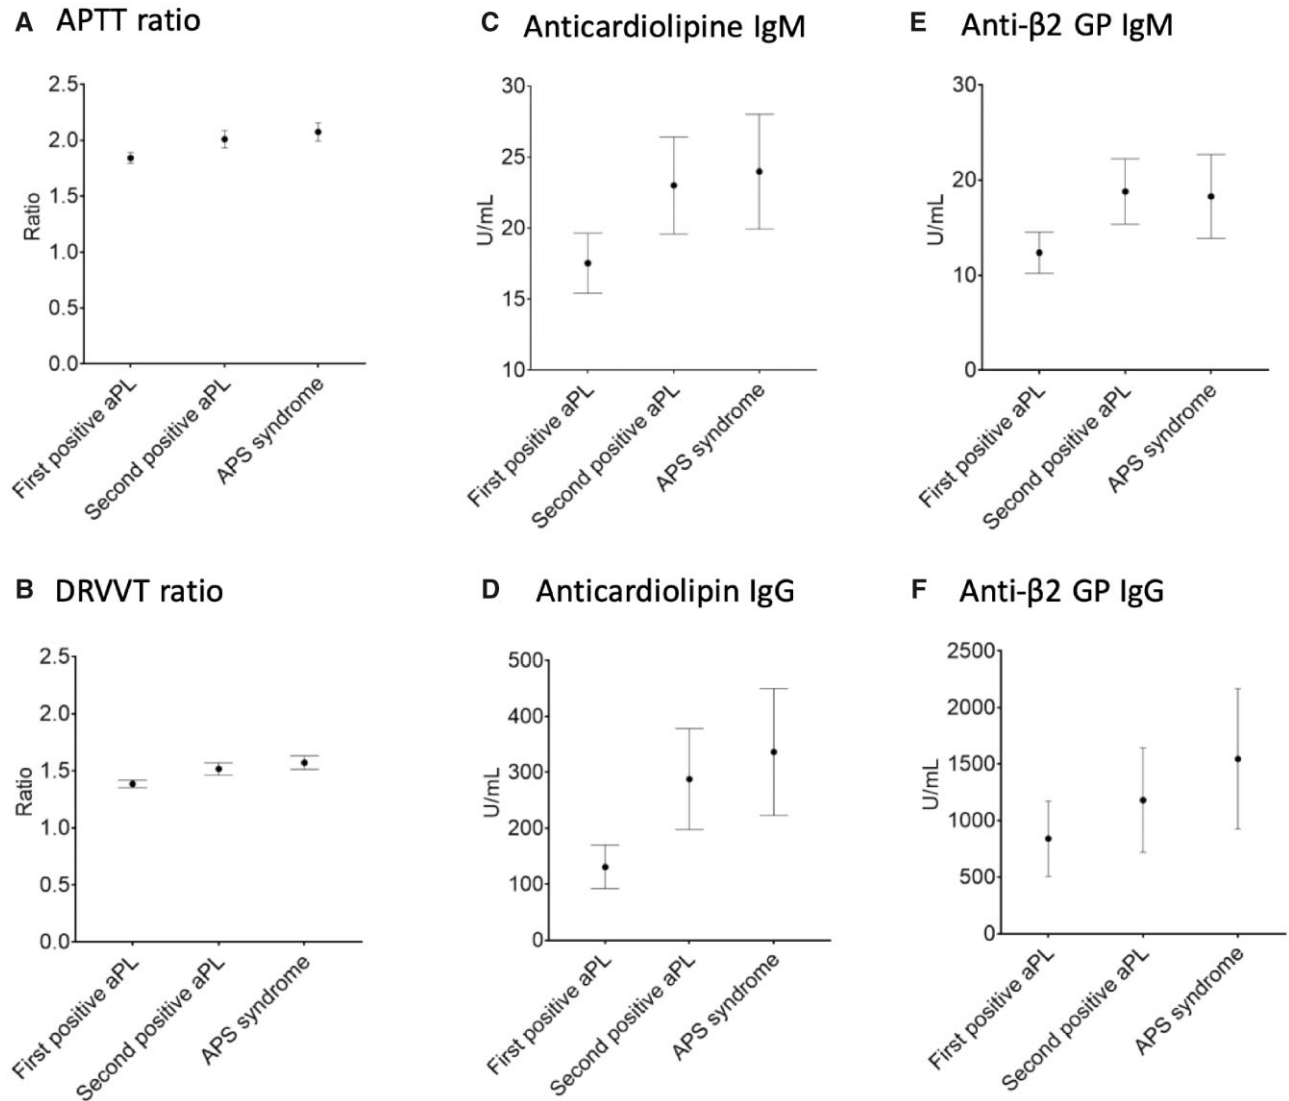 A APTT ratio
2.5
2.0
1.5
1.0
0.5
0.0
Ratio
First positive aPL
Second positive aPL
APS syndrome
C Anticardiolipine IgM
30
25
20
15
10
U/mL
First positive aPL
Second positive aPL
APS syndrome
E Anti-β2 GP IgM
30
20
10
0
U/mL
First positive aPL
Second positive aPL
APS syndrome
B DRVVT ratio
2.5
2.0
1.5
1.0
0.5
0.0
Ratio
First positive aPL
Second positive aPL
APS syndrome
D Anticardiolipin IgG
500
400
300
200
100
0
U/mL
First positive aPL
Second positive aPL
APS syndrome
F Anti-β2 GP IgG
2500
2000
1500
1000
500
0
U/mL
First positive aPL
Second positive aPL
APS syndrome